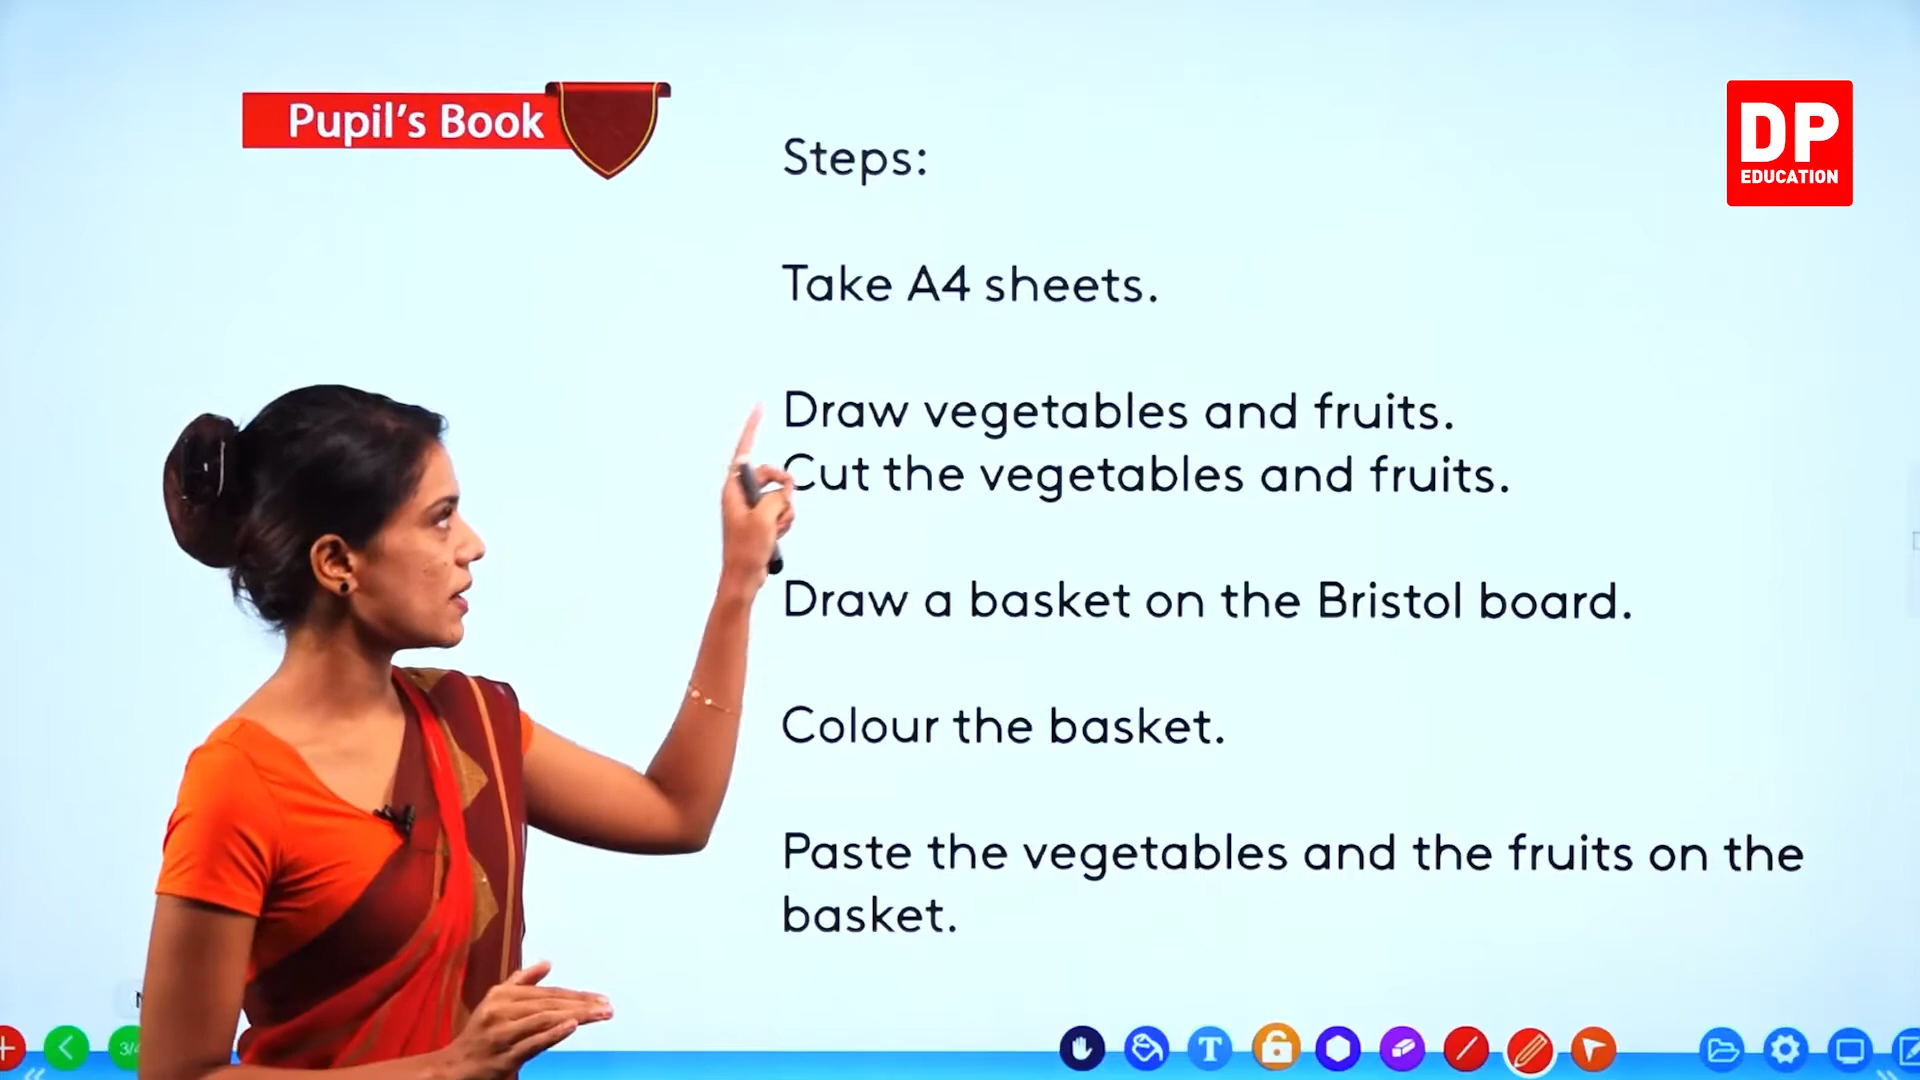 Pupil's Book
DP
EDUCATION
Steps:
Take A4 sheets.
Draw vegetables and fruits.
Cut the vegetables and fruits.
Draw a basket on the Bristol board.
Colour the basket.
Paste the vegetables and the fruits on the
basket.
T